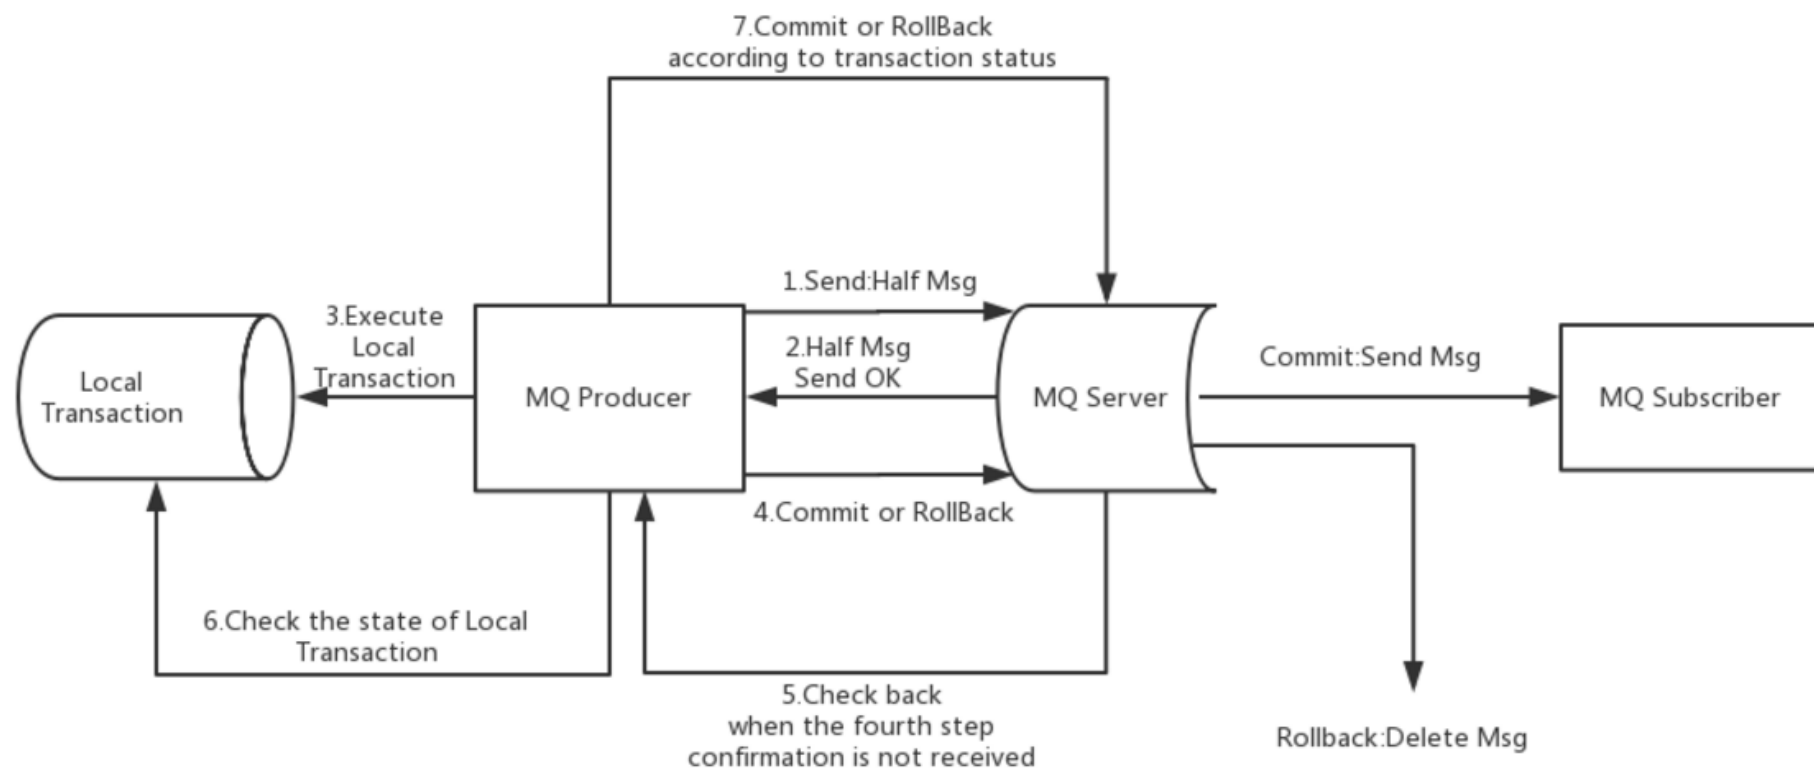 7.Commit or RollBack
according to transaction status
1.Send:Half Msg
3.Execute
Local
Transaction
2.Half Msg
Send OK
Commit:Send Msg
Local
Transaction
MQ Producer
MQ Server
MQ Subscriber
4.Commit or RollBack
6.Check the state of Local
Transaction
5.Check back
when the fourth step
confirmation is not received
Rollback:Delete Msg